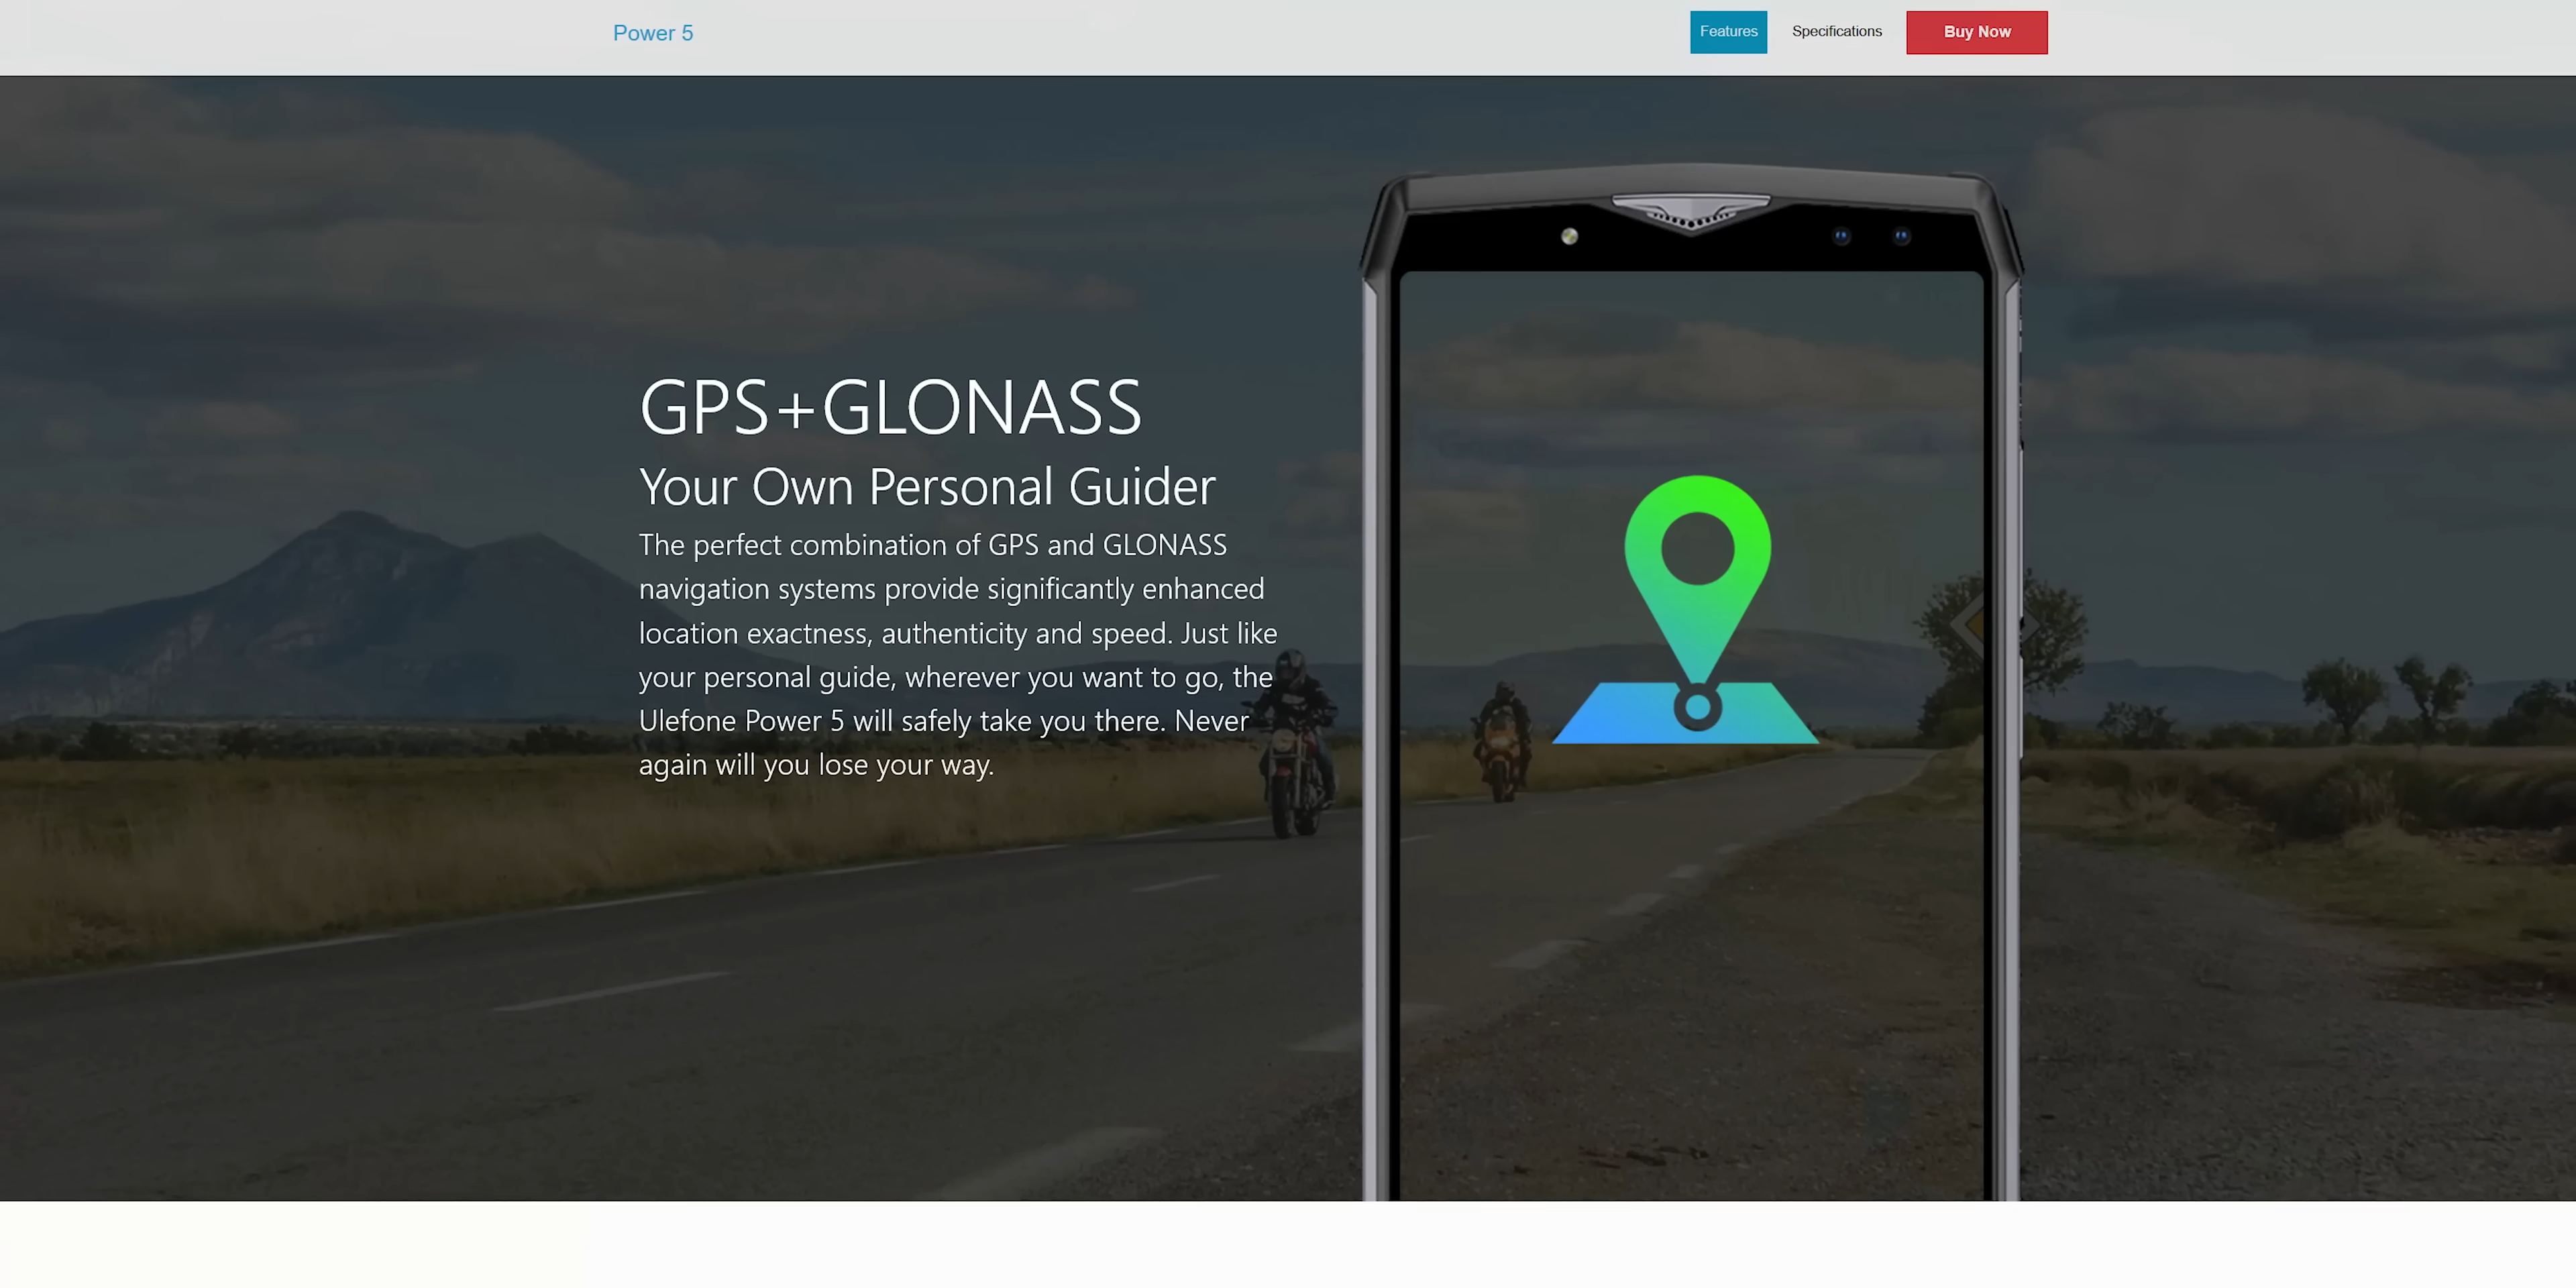 Power 5
Features
Specifications
Buy Now
GPS+GLONASS
Your Own Personal Guider
The perfect combination of GPS and GLONASS
navigation systems provide significantly enhanced
location exactness, authenticity and speed. Just like
your personal guide, wherever you want to go, the
Ulefone Power 5 will safely take you there. Never
again will you lose your way.